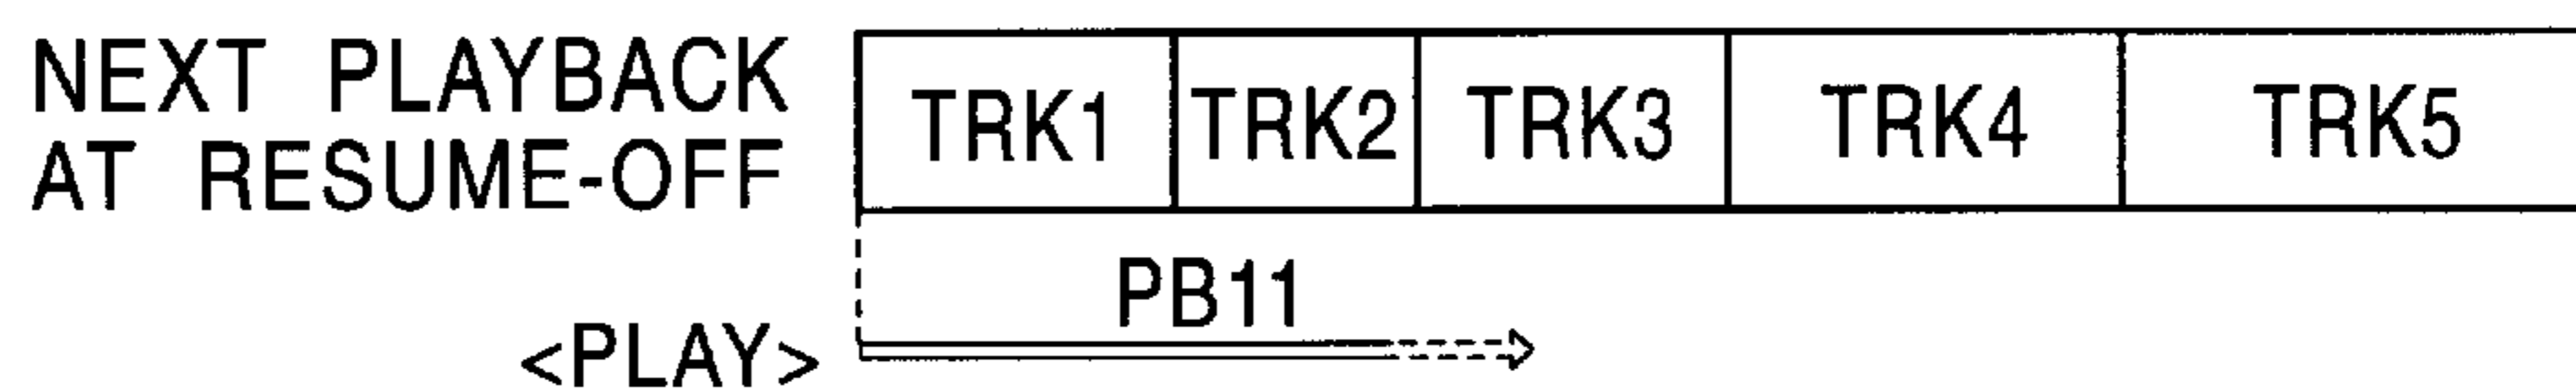 NEXT PLAYBACK
AT RESUME-OFF
TRK1 TRK2 TRK3 TRK4 TRK5
PB11
<PLAY>